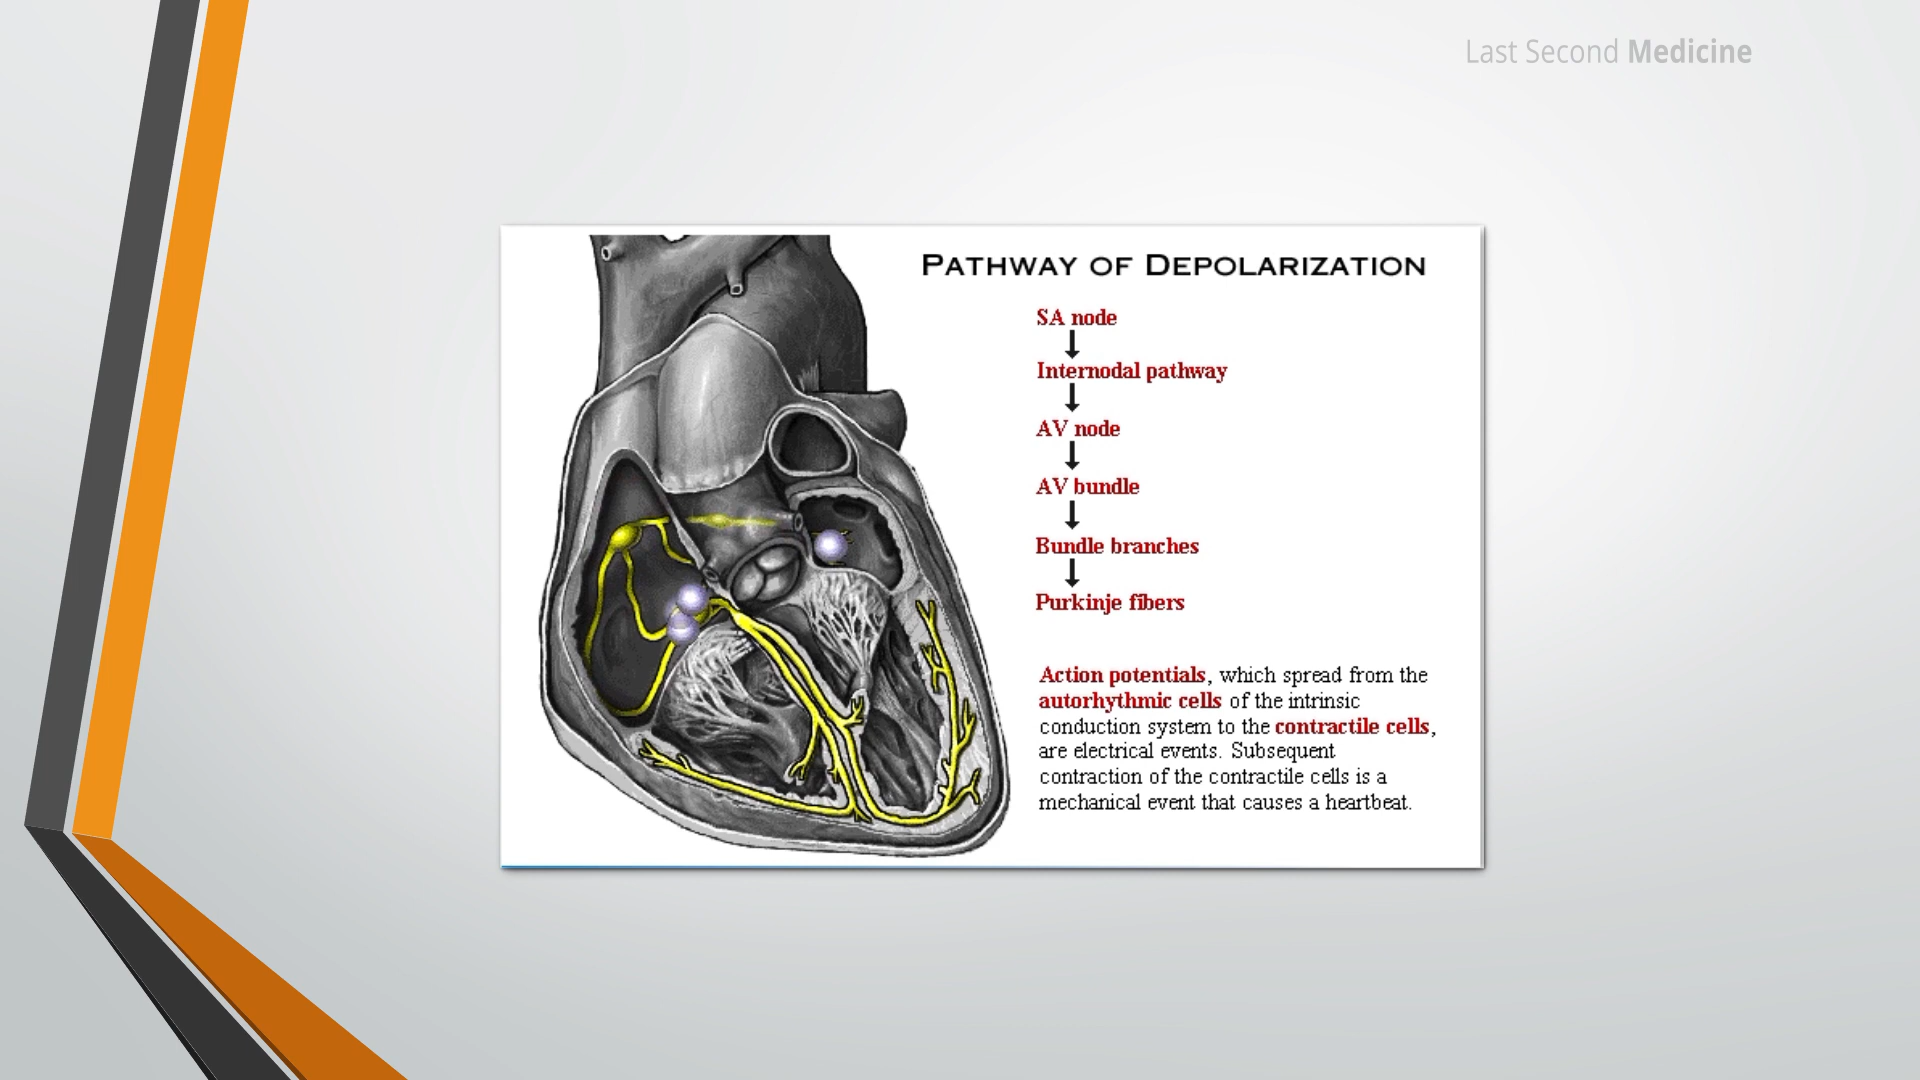 Last Second Medicine
PATHWAY OF DEPOLARIZATION
SA node
Internodal pathway
AV node
AV bundle
Bundle branches
Purkinje fibers
Action potentials, which spread from the
autorhythmic cells of the intrinsic
conduction system to the contractile cells,
are electrical events. Subsequent
contraction of the contractile cells is a
mechanical event that causes a heartbeat.